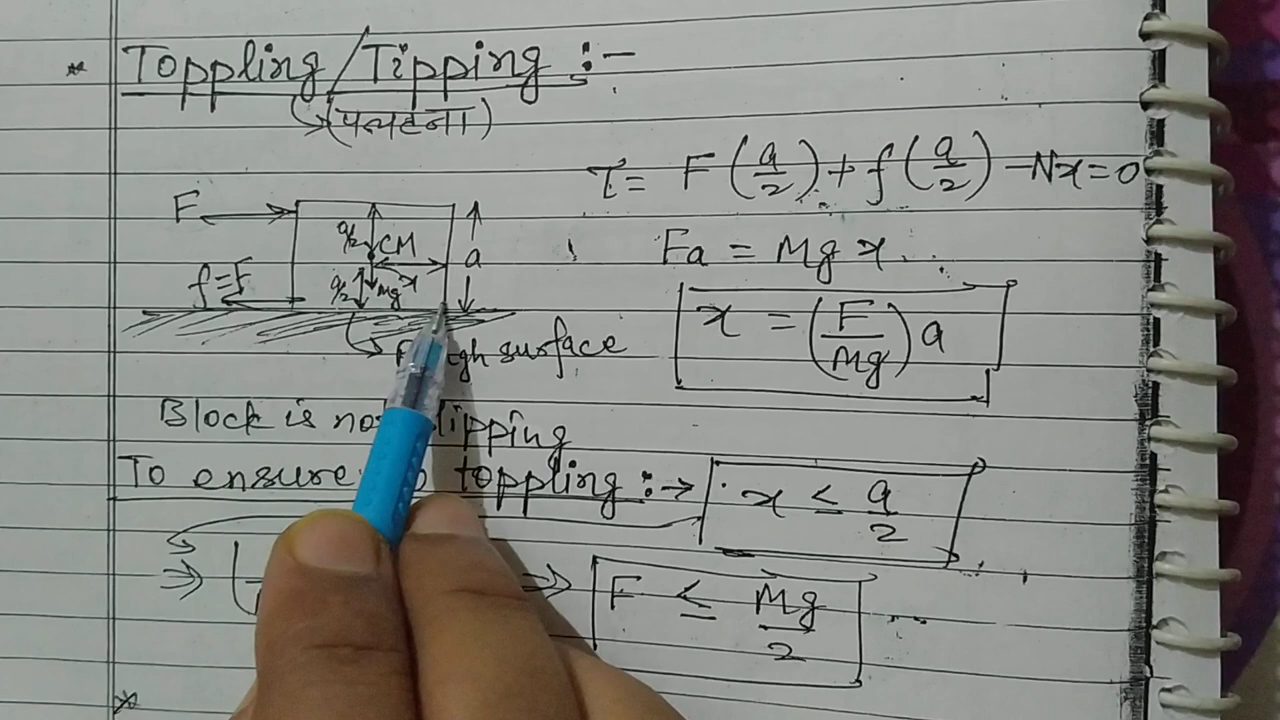 * Toppling/Tipping :-
(पलटना)
τ = F (a/2) + f (a/2) - Nx = 0
F
a/2 CM
a
Fa = Mg x
f=F
a/2 Mg x
x = (F/Mg) a
surface
Block is not slipping
To ensure toppling :→ x ≤ a/2
⇒ ⇒ F ≤ Mg/2
*